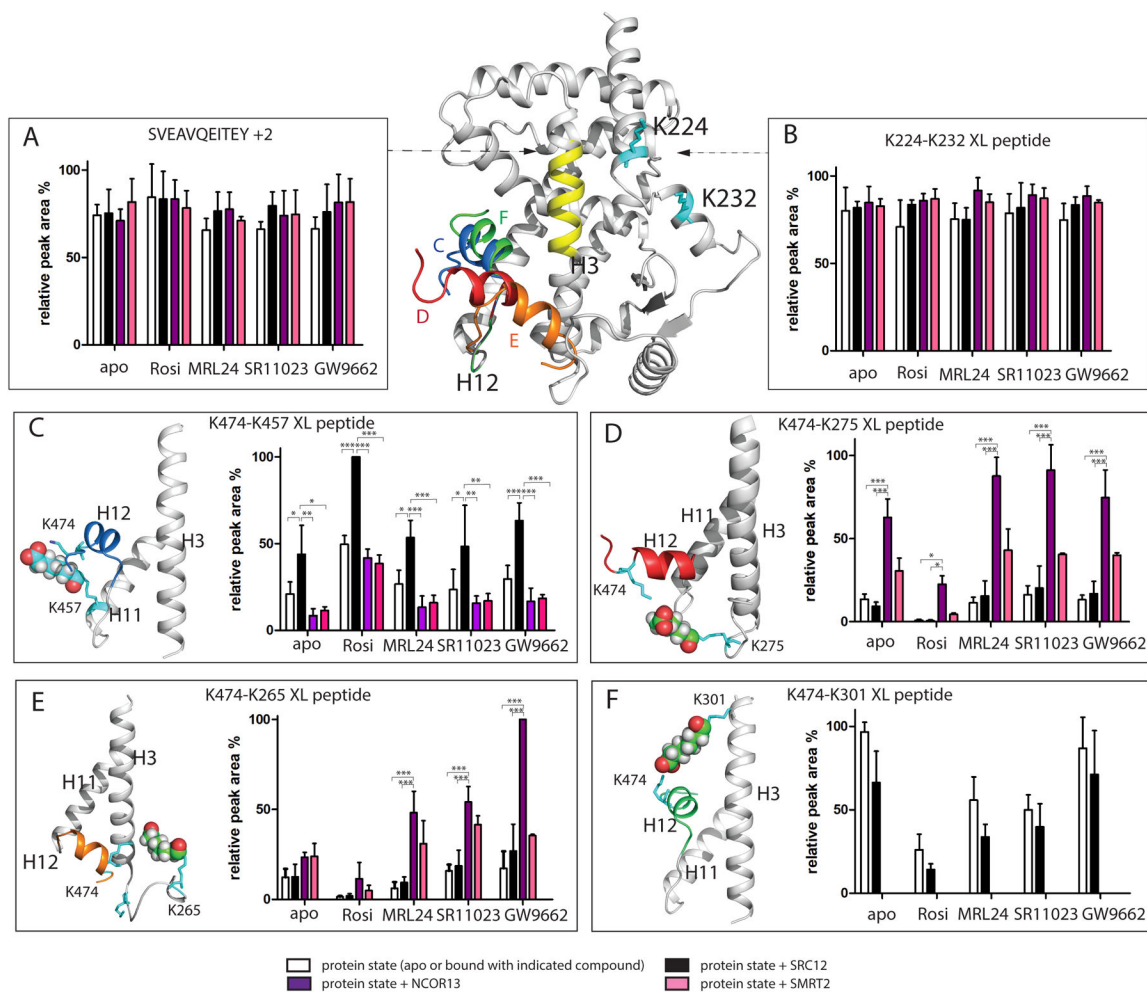 A
SVEAVQEITEY +2
relative peak area %
100
50
0
apo
Rosi
MRL24
SR11023
GW9662
K224
K232
F
C
H3
D
E
H12
B
K224-K232 XL peptide
relative peak area %
100
50
0
apo
Rosi
MRL24
SR11023
GW9662
C
K474-K457 XL peptide
K474
H12
H3
K457
H11
relative peak area %
100
50
0
* ** *
*** *** ***
* *** ***
* ** **
*** *** ***
apo
Rosi
MRL24
SR11023
GW9662
D
K474-K275 XL peptide
H11
H12
H3
K474
K275
relative peak area %
100
50
0
*** ***
* *
*** ***
*** ***
*** ***
apo
Rosi
MRL24
SR11023
GW9662
E
K474-K265 XL peptide
H3
H11
H12
K474
K265
relative peak area %
100
50
0
*** ***
*** ***
*** ***
apo
Rosi
MRL24
SR11023
GW9662
F
K474-K301 XL peptide
K301
K474
H3
H12
H11
relative peak area %
100
50
0
apo
Rosi
MRL24
SR11023
GW9662
protein state (apo or bound with indicated compound)
protein state + SRC12
protein state + NCOR13
protein state + SMRT2